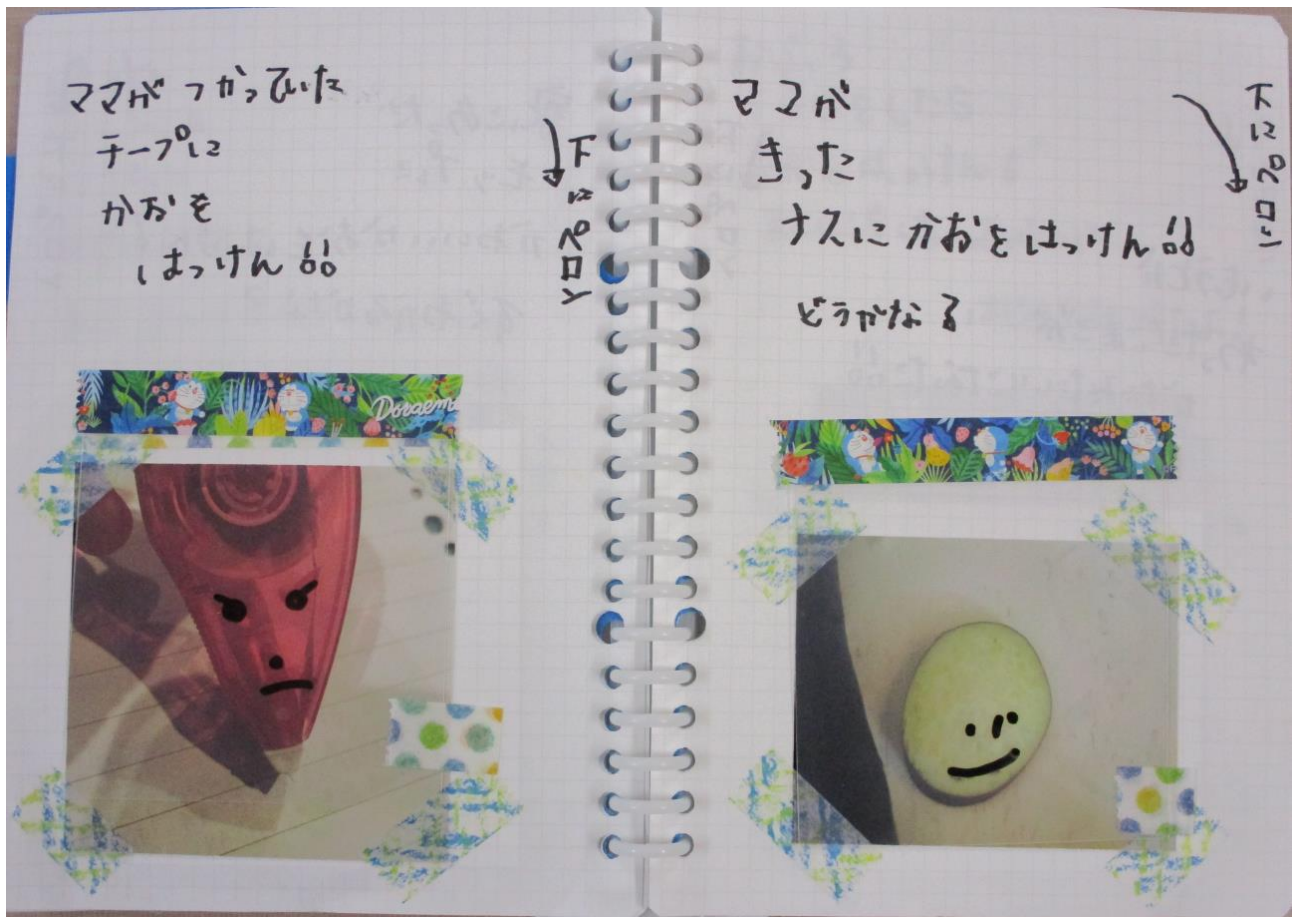 ママがつかっていた
テープに
かおを
はっけん!!
下にペロン
Doraem
ママが
きった
ナスにかおをはっけん!!
どうかなる
下にペロン